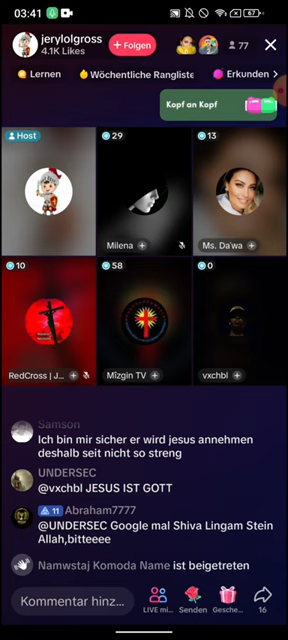 03:41
67
jerylolgross
4.1K Likes
+ Folgen
77
Lernen
Wöchentliche Rangliste
Erkunden
Kopf an Kopf
Host
29
13
Milena
Ms. Da'wa
10
58
0
RedCross | J...
Mîzgin TV
vxchbl
Samson
Ich bin mir sicher er wird jesus annehmen
deshalb seit nicht so streng
UNDERSEC
@vxchbl JESUS IST GOTT
11 Abraham7777
@UNDERSEC Google mal Shiva Lingam Stein
Allah,bitteeee
Namwstaj Komoda Name ist beigetreten
Kommentar hinz...
LIVE mi...
Senden
Gesche...
16